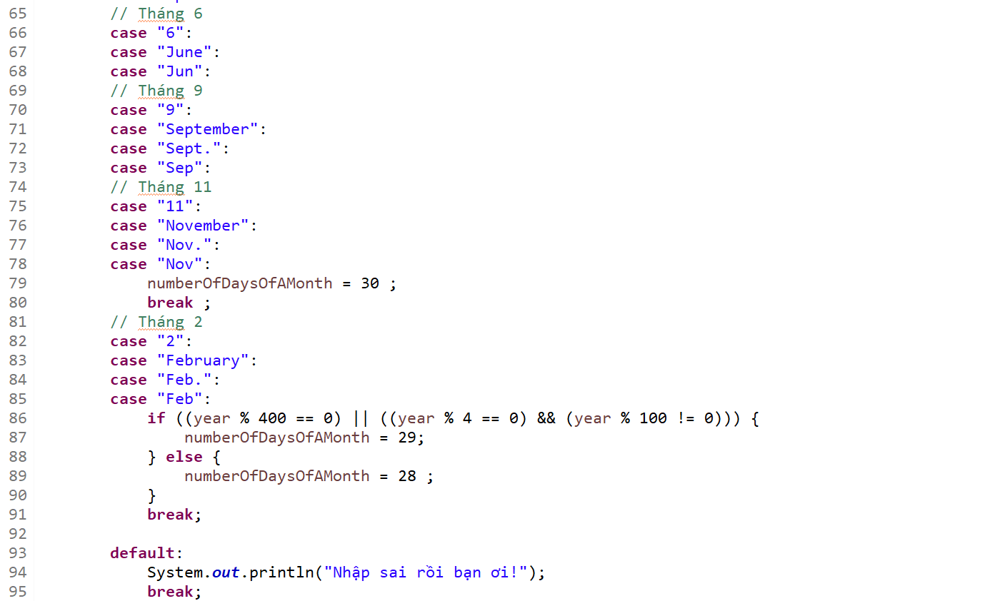 65 // Tháng 6
66 case "6":
67 case "June":
68 case "Jun":
69 // Tháng 9
70 case "9":
71 case "September":
72 case "Sept.":
73 case "Sep":
74 // Tháng 11
75 case "11":
76 case "November":
77 case "Nov.":
78 case "Nov":
79 numberOfDaysOfAMonth = 30 ;
80 break ;
81 // Tháng 2
82 case "2":
83 case "February":
84 case "Feb.":
85 case "Feb":
86 if ((year % 400 == 0) || ((year % 4 == 0) && (year % 100 != 0))) {
87 numberOfDaysOfAMonth = 29;
88 } else {
89 numberOfDaysOfAMonth = 28 ;
90 }
91 break;
92
93 default:
94 System.out.println("Nhập sai rồi bạn ơi!");
95 break;